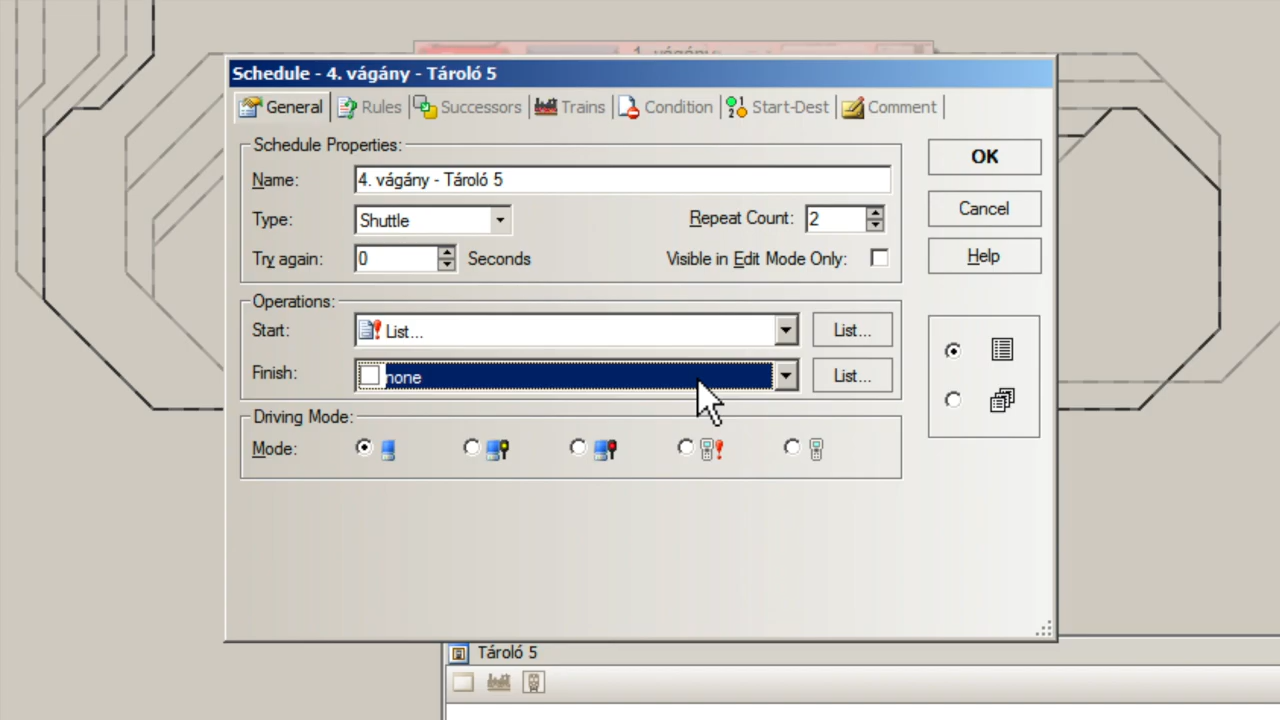 1. vágány
Schedule - 4. vágány - Tároló 5
General Rules Successors Trains Condition Start-Dest Comment
Schedule Properties:
Name: 4. vágány - Tároló 5
Type: Shuttle Repeat Count: 2
Try again: 0 Seconds Visible in Edit Mode Only:
OK
Cancel
Help
Operations:
Start: List... List...
Finish: none List...
Driving Mode:
Mode:
Tároló 5